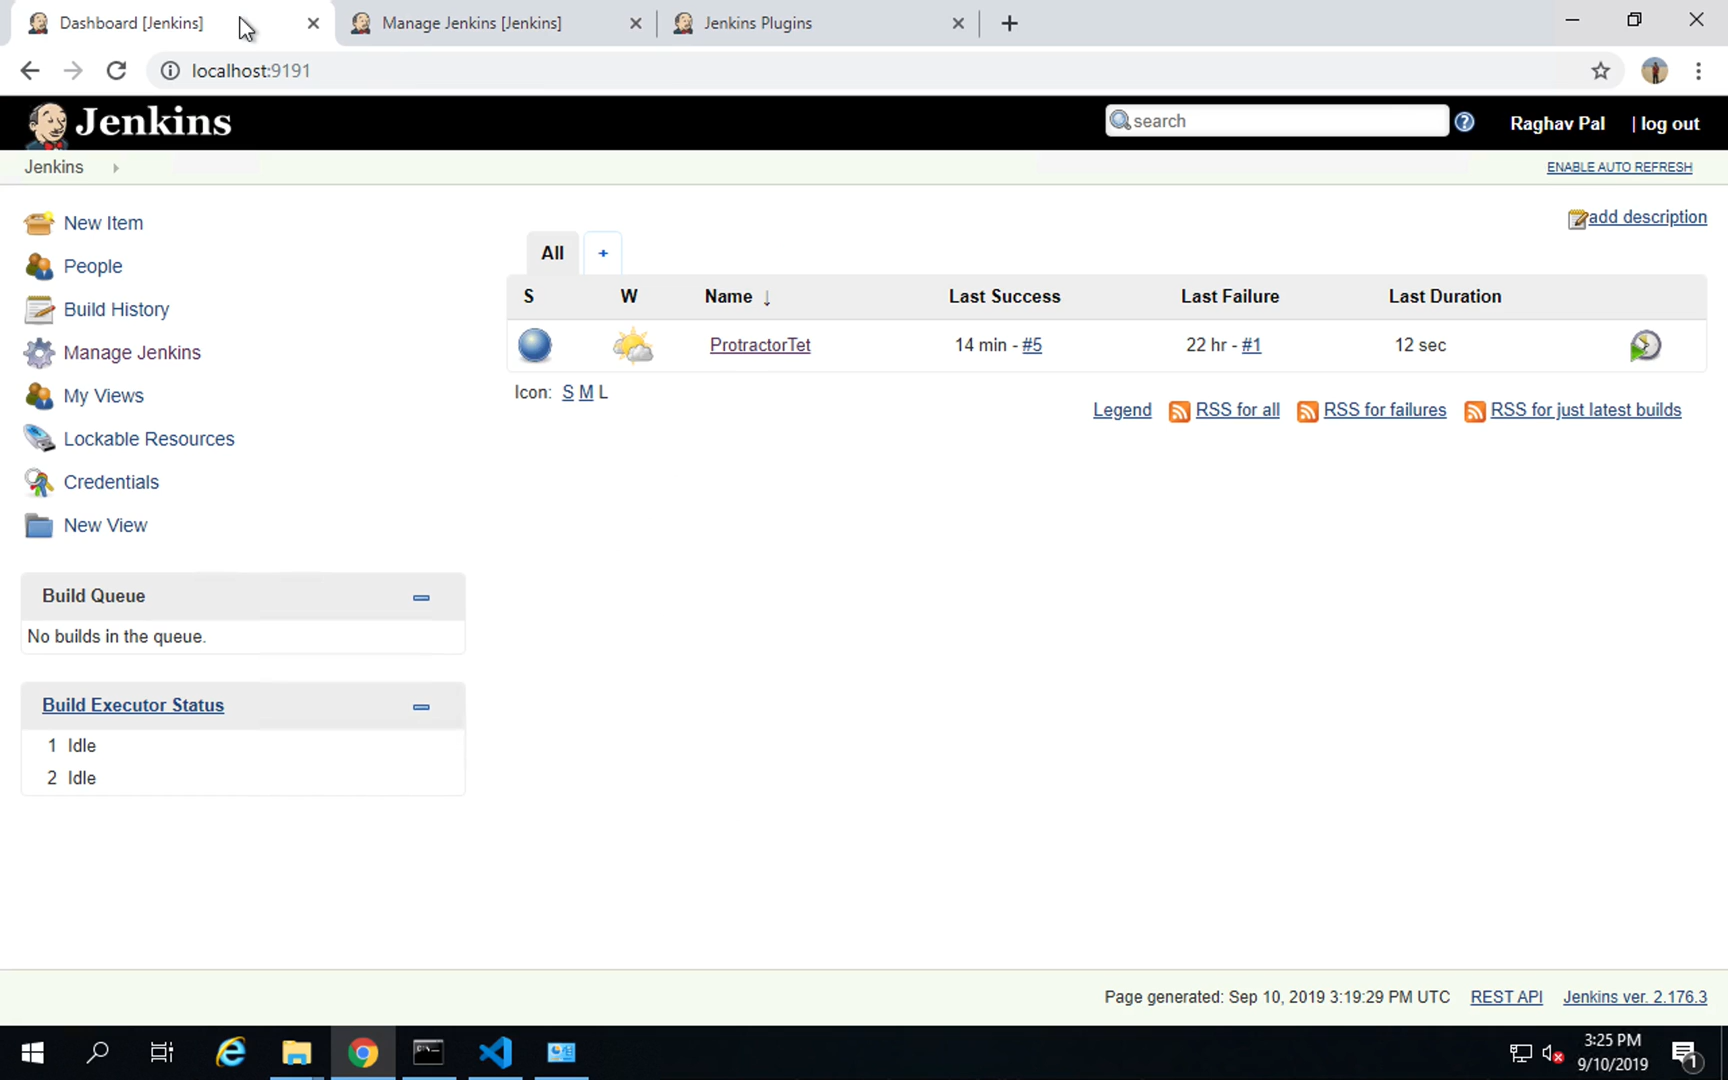 Dashboard [Jenkins]
Manage Jenkins [Jenkins]
Jenkins Plugins
localhost:9191
Jenkins
search
Raghav Pal
| log out
Jenkins
ENABLE AUTO REFRESH
New Item
People
Build History
Manage Jenkins
My Views
Lockable Resources
Credentials
New View
Build Queue
No builds in the queue.
Build Executor Status
1 Idle
2 Idle
add description
All +
S W Name ↓ Last Success Last Failure Last Duration
ProtractorTet 14 min - #5 22 hr - #1 12 sec
Icon: S M L
Legend RSS for all RSS for failures RSS for just latest builds
Page generated: Sep 10, 2019 3:19:29 PM UTC REST API Jenkins ver. 2.176.3
3:25 PM
9/10/2019
1